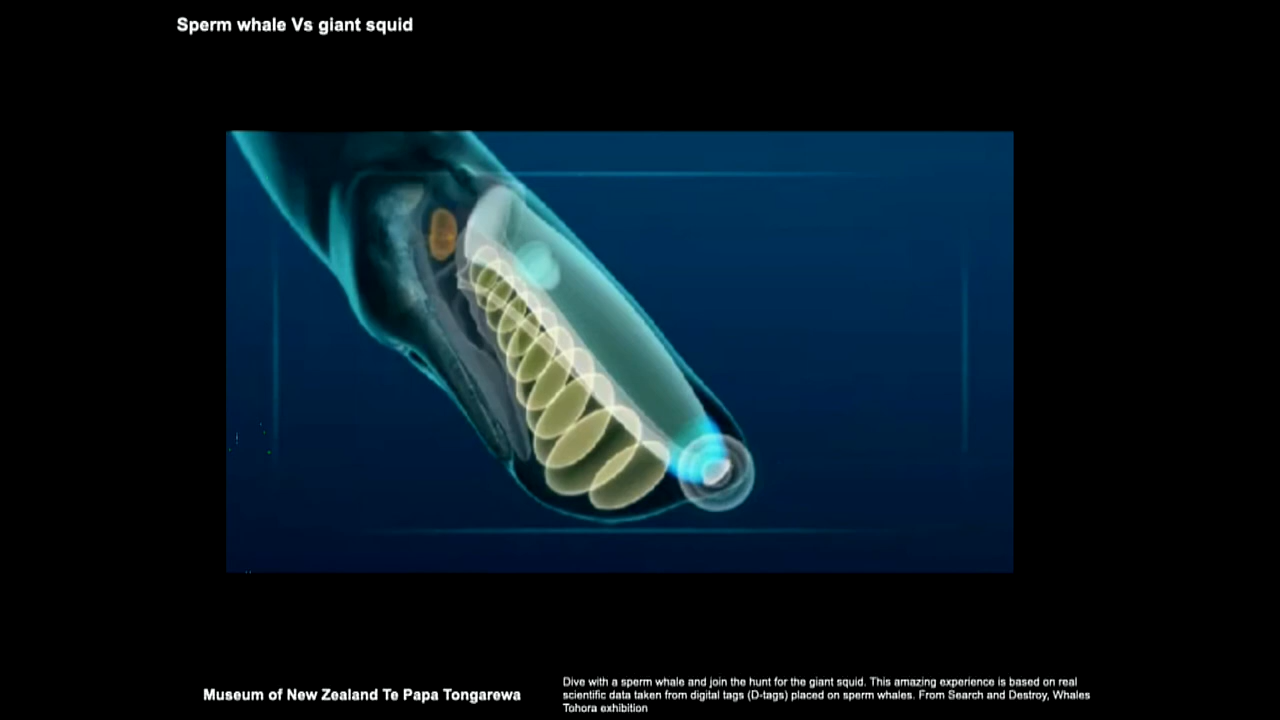 Sperm whale Vs giant squid
Museum of New Zealand Te Papa Tongarewa
Dive with a sperm whale and join the hunt for the giant squid. This amazing experience is based on real
scientific data taken from digital tags (D-tags) placed on sperm whales. From Search and Destroy, Whales
Tohora exhibition